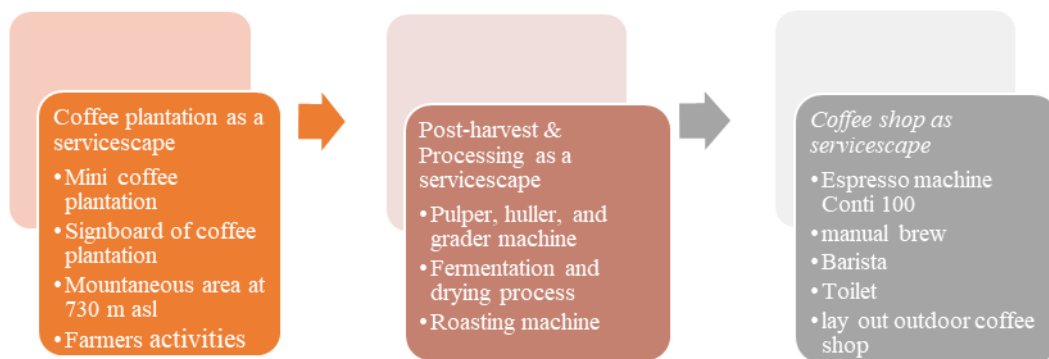 Coffee plantation as a
servicescape
•Mini coffee
plantation
•Signboard of coffee
plantation
•Mountaneous area at
730 m asl
•Farmers activities
Post-harvest &
Processing as a
servicescape
•Pulper, huller, and
grader machine
•Fermentation and
drying process
•Roasting machine
Coffee shop as
servicescape
•Espresso machine
Conti 100
•manual brew
•Barista
•Toilet
•lay out outdoor coffee
shop